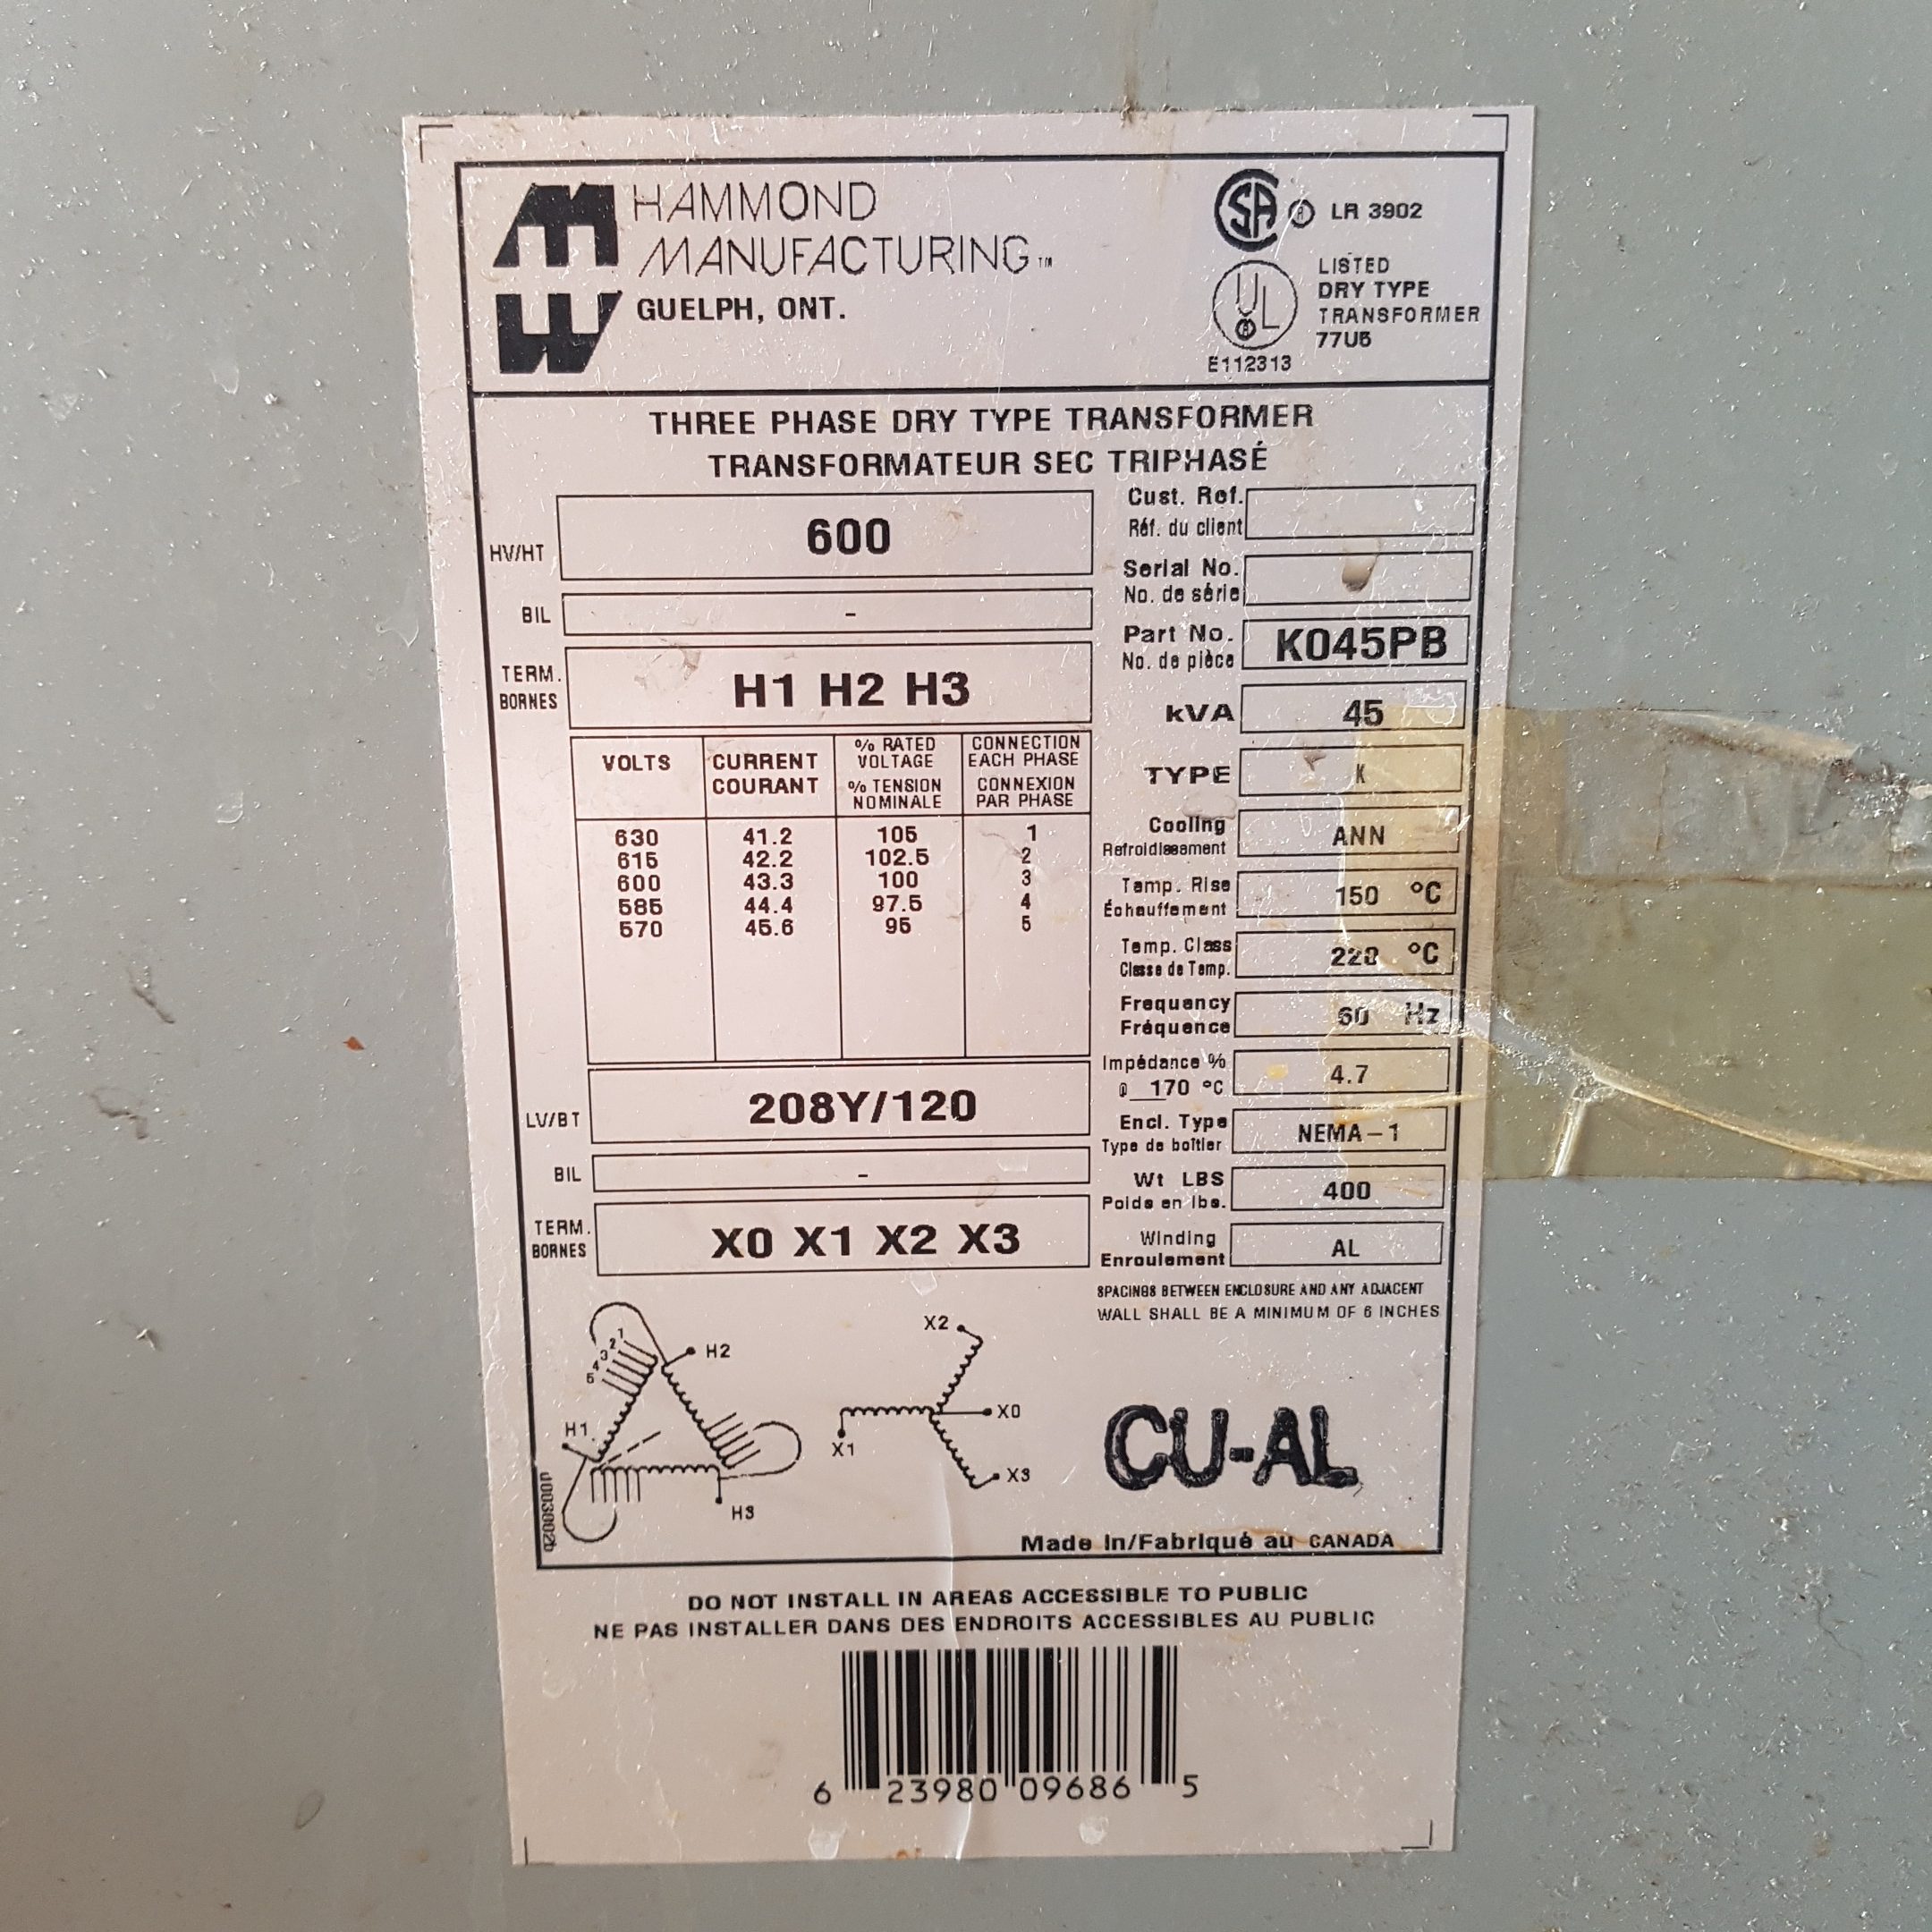 HAMMOND
MANUFACTURING™
GUELPH, ONT.
SA LR 3902
UL
E112313
LISTED
DRY TYPE
TRANSFORMER
77U5
THREE PHASE DRY TYPE TRANSFORMER
TRANSFORMATEUR SEC TRIPHASÉ
HV/HT 600
BIL -
TERM.
BORNES
H1 H2 H3
VOLTS CURRENT COURANT % RATED VOLTAGE % TENSION NOMINALE CONNECTION EACH PHASE CONNEXION PAR PHASE
630 41.2 105 1
615 42.2 102.5 2
600 43.3 100 3
585 44.4 97.5 4
570 45.6 95 5
LV/BT 208Y/120
BIL -
TERM.
BORNES
X0 X1 X2 X3
Cust. Ref.
Réf. du client
Serial No.
No. de série
Part No.
No. de pièce
K045PB
kVA 45
TYPE K
Cooling
Refroidissement
ANN
Temp. Rise
Échauffement
150 °C
Temp. Class
Classe de Temp.
220 °C
Frequency
Fréquence
60 Hz
Impédance %
@ 170 °C
4.7
Encl. Type
Type de boîtier
NEMA-1
Wt LBS
Poids en lbs.
400
Winding
Enroulement
AL
SPACINGS BETWEEN ENCLOSURE AND ANY ADJACENT
WALL SHALL BE A MINIMUM OF 6 INCHES
1
2
3
4
5
H2
H1
H3
X2
X0
X1
X3
CU-AL
J003002b
Made In/Fabriqué au CANADA
DO NOT INSTALL IN AREAS ACCESSIBLE TO PUBLIC
NE PAS INSTALLER DANS DES ENDROITS ACCESSIBLES AU PUBLIC
6 23980 09686 5